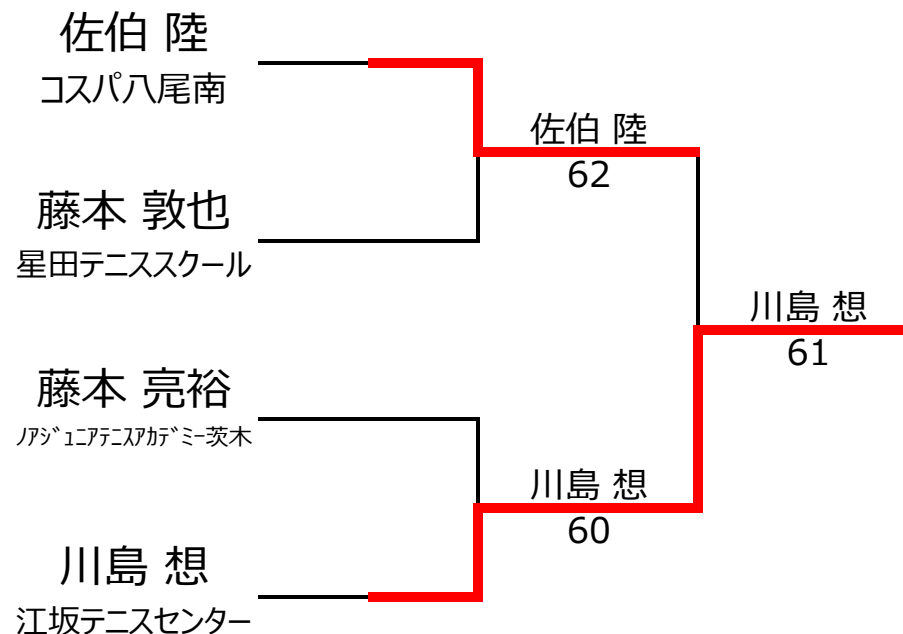 佐伯 陸
コスパ八尾南
佐伯 陸
62
藤本 敦也
星田テニススクール
川島 想
61
藤本 亮裕
ﾉｱｼﾞｭﾆｱﾃﾆｽｱｶﾃﾞﾐｰ茨木
川島 想
60
川島 想
江坂テニスセンター